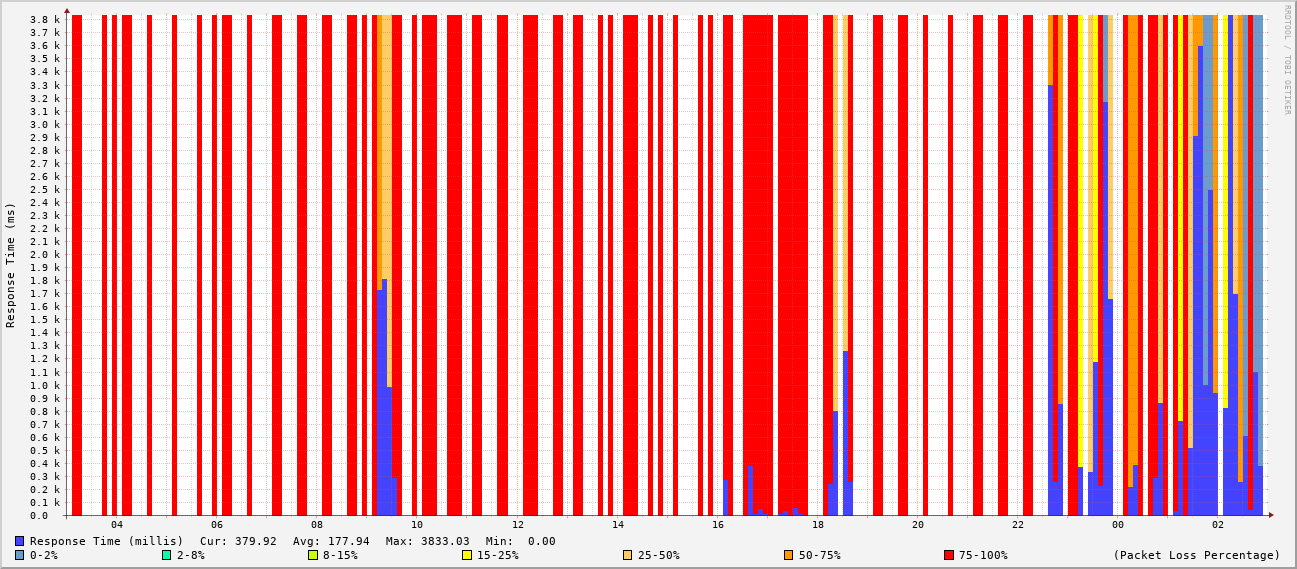 3.8 k
3.7 k
3.6 k
3.5 k
3.4 k
3.3 k
3.2 k
3.1 k
3.0 k
2.9 k
2.8 k
2.7 k
2.6 k
2.5 k
2.4 k
2.3 k
2.2 k
2.1 k
2.0 k
1.9 k
1.8 k
1.7 k
1.6 k
1.5 k
1.4 k
1.3 k
1.2 k
1.1 k
1.0 k
0.9 k
0.8 k
0.7 k
0.6 k
0.5 k
0.4 k
0.3 k
0.2 k
0.1 k
0.0
Response Time (ms)
RRDTOOL / TOBI OETIKER
04 06 08 10 12 14 16 18 20 22 00 02
Response Time (millis) Cur: 379.92 Avg: 177.94 Max: 3833.03 Min: 0.00
0-2% 2-8% 8-15% 15-25% 25-50% 50-75% 75-100% (Packet Loss Percentage)